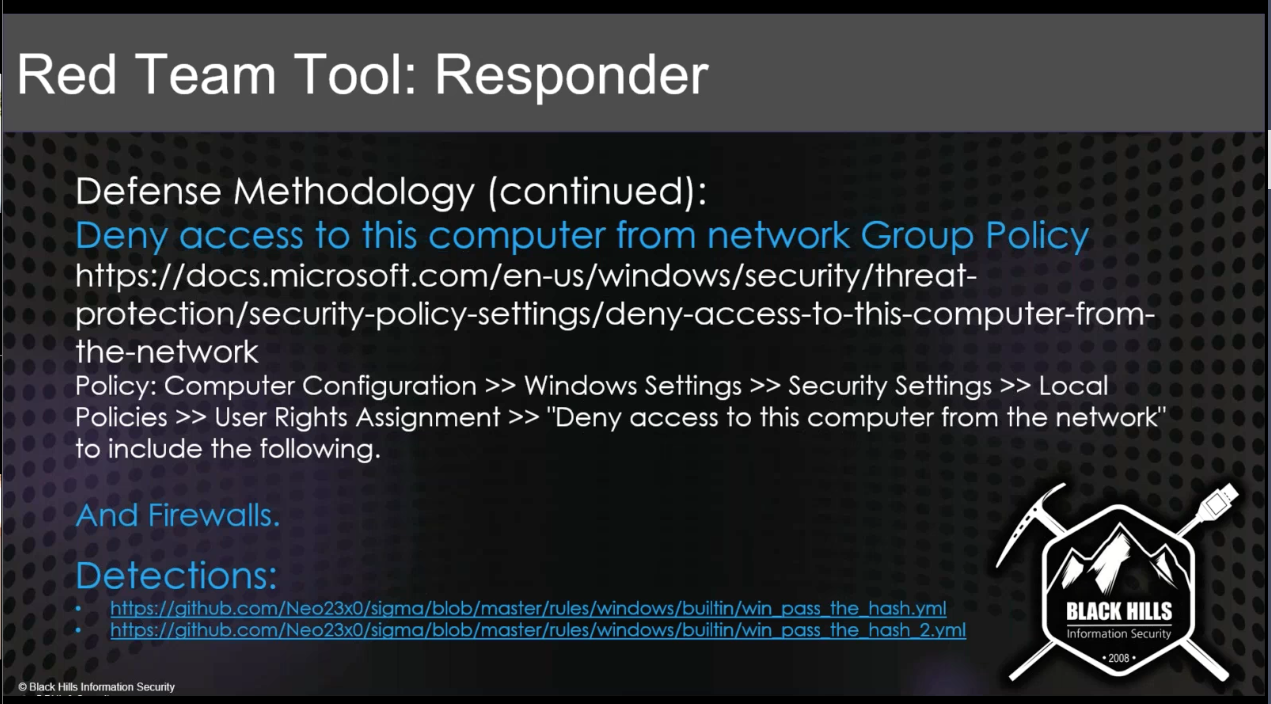 Red Team Tool: Responder
Defense Methodology (continued):
Deny access to this computer from network Group Policy
https://docs.microsoft.com/en-us/windows/security/threat-
protection/security-policy-settings/deny-access-to-this-computer-from-
the-network
Policy: Computer Configuration >> Windows Settings >> Security Settings >> Local
Policies >> User Rights Assignment >> "Deny access to this computer from the network"
to include the following.
And Firewalls.
Detections:
• https://github.com/Neo23x0/sigma/blob/master/rules/windows/builtin/win_pass_the_hash.yml
• https://github.com/Neo23x0/sigma/blob/master/rules/windows/builtin/win_pass_the_hash_2.yml
BLACK HILLS
Information Security
• 2008 •
© Black Hills Information Security